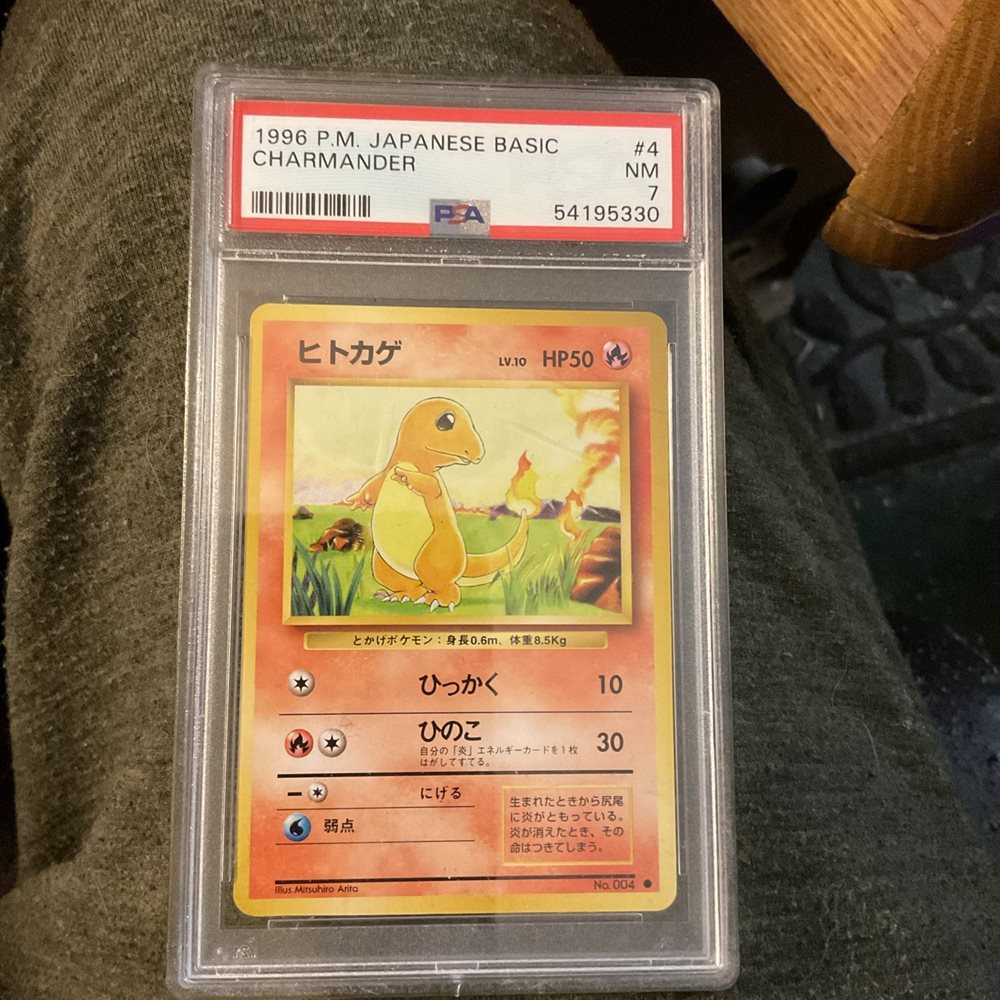 1996 P.M. JAPANESE BASIC #4
CHARMANDER NM
7
PSA 54195330
ヒトカゲ LV.10 HP50
とかげポケモン：身長0.6m、体重8.5Kg
ひっかく 10
ひのこ 30
自分の「炎」エネルギーカードを1枚
はがしてすてる。
にげる
弱点
生まれたときから尻尾
に炎がともっている。
炎が消えたとき、その
命はつきてしまう。
Illus.Mitsuhiro Arita No.004